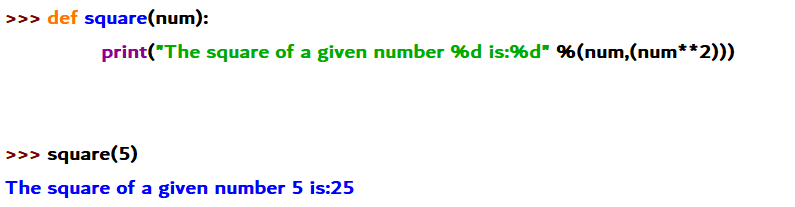 >>> def square(num):
print("The square of a given number %d is:%d" %(num,(num**2)))
>>> square(5)
The square of a given number 5 is:25